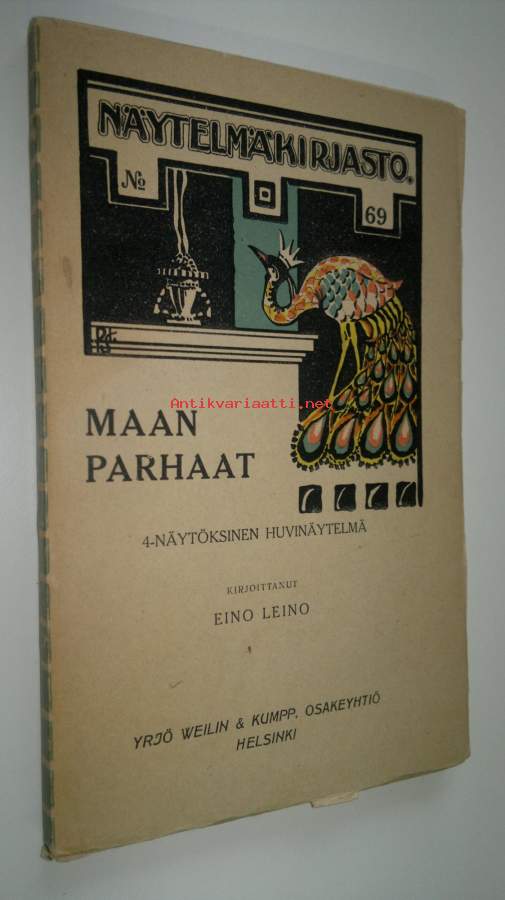 NÄYTELMÄKIRJASTO.
No 69
Antikvariaatti.net
MAAN
PARHAAT
4-NÄYTÖKSINEN HUVINÄYTELMÄ
KIRJOITTANUT
EINO LEINO
YRJÖ WEILIN & KUMPP. OSAKEYHTIÖ
HELSINKI